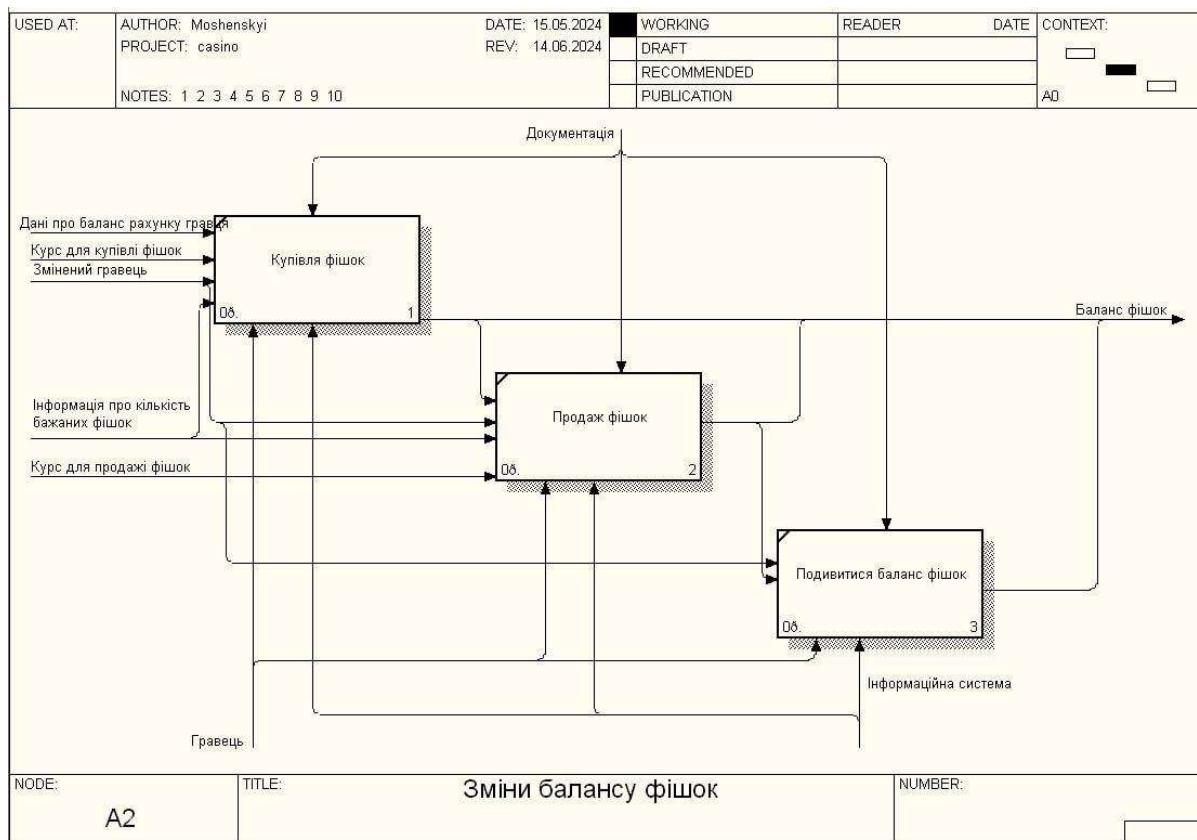 USED AT:
AUTHOR: Moshenskyi
DATE: 15.05.2024
WORKING
READER
DATE
CONTEXT:
PROJECT: casino
REV: 14.06.2024
DRAFT
RECOMMENDED
NOTES: 1 2 3 4 5 6 7 8 9 10
PUBLICATION
A0
Документація
Дані про баланс рахунку гравця
Курс для купівлі фішок
Змінений гравець
Купівля фішок
0ð.
1
Баланс фішок
Інформація про кількість
бажаних фішок
Продаж фішок
Курс для продажі фішок
0ð.
2
Подивитися баланс фішок
0ð.
3
Інформаційна система
Гравець
NODE:
TITLE:
Зміни балансу фішок
NUMBER:
A2